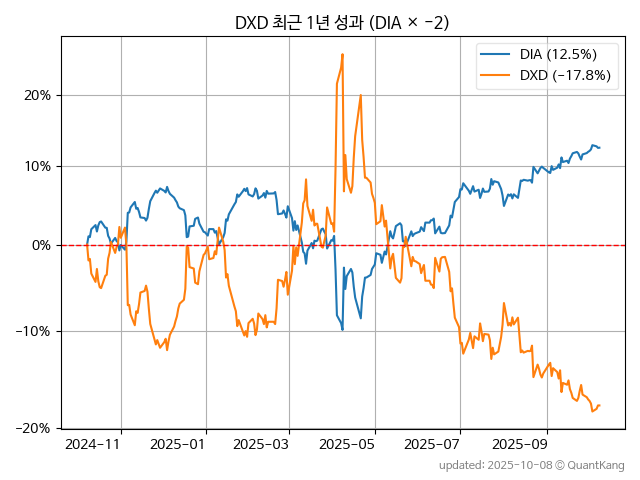 DXD 최근 1년 성과 (DIA × −2)
DIA (12.5%)
DXD (−17.8%)
20%
10%
0%
−10%
−20%
2024−11 2025−01 2025−03 2025−05 2025−07 2025−09
updated: 2025-10-08 © QuantKang